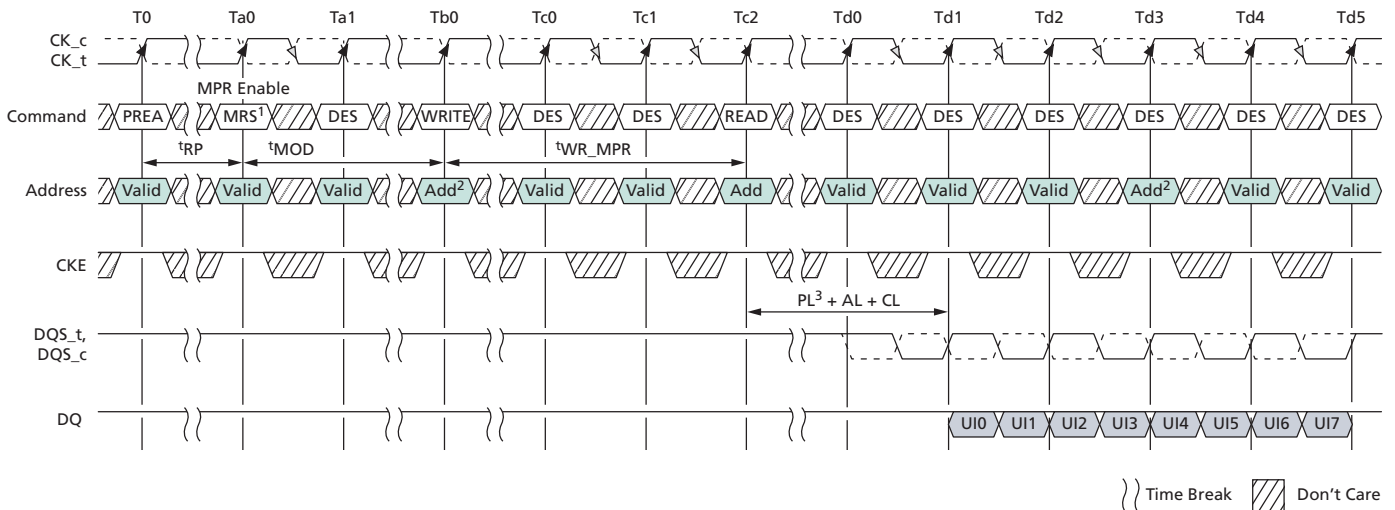 T0 Ta0 Ta1 Tb0 Tc0 Tc1 Tc2 Td0 Td1 Td2 Td3 Td4 Td5
CK_c
CK_t
MPR Enable
Command PREA MRS¹ DES WRITE DES DES READ DES DES DES DES DES DES
tRP tMOD tWR_MPR
Address Valid Valid Valid Add² Valid Valid Add Valid Valid Valid Add² Valid Valid
CKE
PL³ + AL + CL
DQS_t,
DQS_c
DQ UI0 UI1 UI2 UI3 UI4 UI5 UI6 UI7
Time Break Don't Care